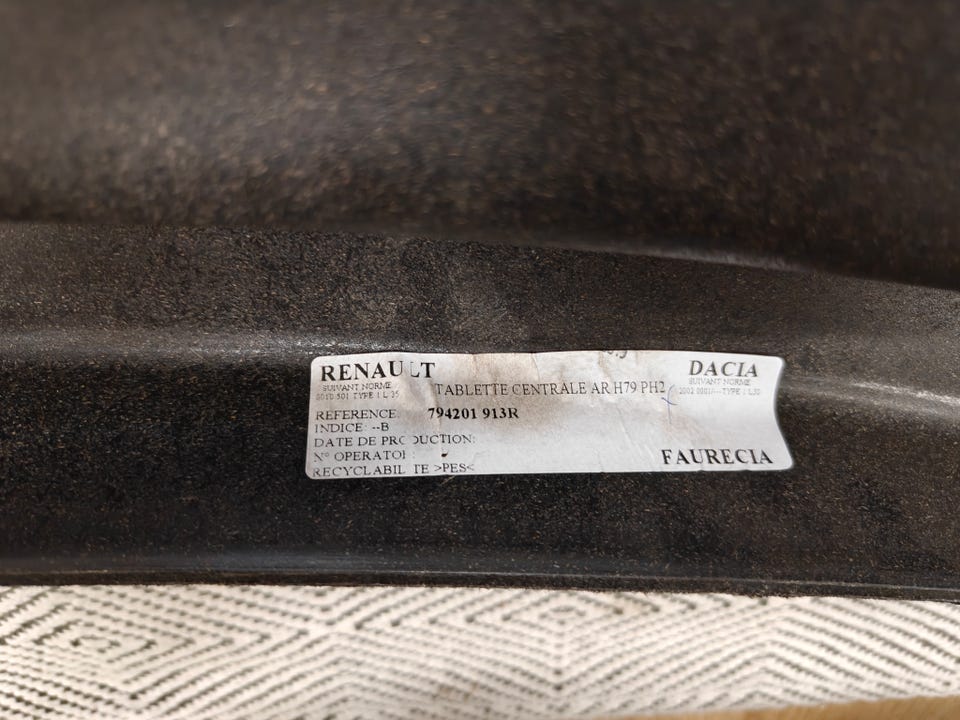 RENAULT DACIA
SUIVANT NORME SUIVANT NORME
TABLETTE CENTRALE AR H79 PH2
REFERENCE: 794201 913R
INDICE: --B
DATE DE PRODUCTION:
N° OPERATOR:
FAURECIA
RECYCLABILITE >PES<